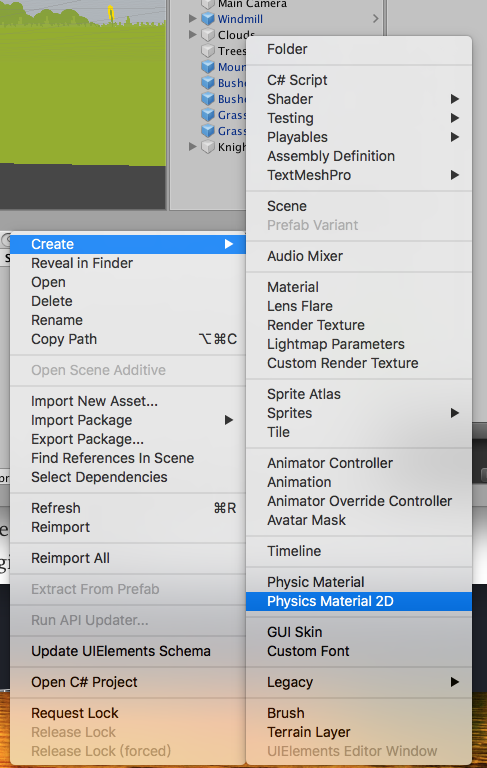 Main Camera
Windmill
Clouds
Trees
Moun
Bushe
Bushe
Grass
Grass
Knigh
Create
Reveal in Finder
Open
Delete
Rename
Copy Path ⌥⌘C
Open Scene Additive
Import New Asset...
Import Package
Export Package...
Find References In Scene
Select Dependencies
Refresh ⌘R
Reimport
Reimport All
Extract From Prefab
Run API Updater...
Update UIElements Schema
Open C# Project
Request Lock
Release Lock
Release Lock (forced)
Folder
C# Script
Shader
Testing
Playables
Assembly Definition
TextMeshPro
Scene
Prefab Variant
Audio Mixer
Material
Lens Flare
Render Texture
Lightmap Parameters
Custom Render Texture
Sprite Atlas
Sprites
Tile
Animator Controller
Animation
Animator Override Controller
Avatar Mask
Timeline
Physic Material
Physics Material 2D
GUI Skin
Custom Font
Legacy
Brush
Terrain Layer
UIElements Editor Window